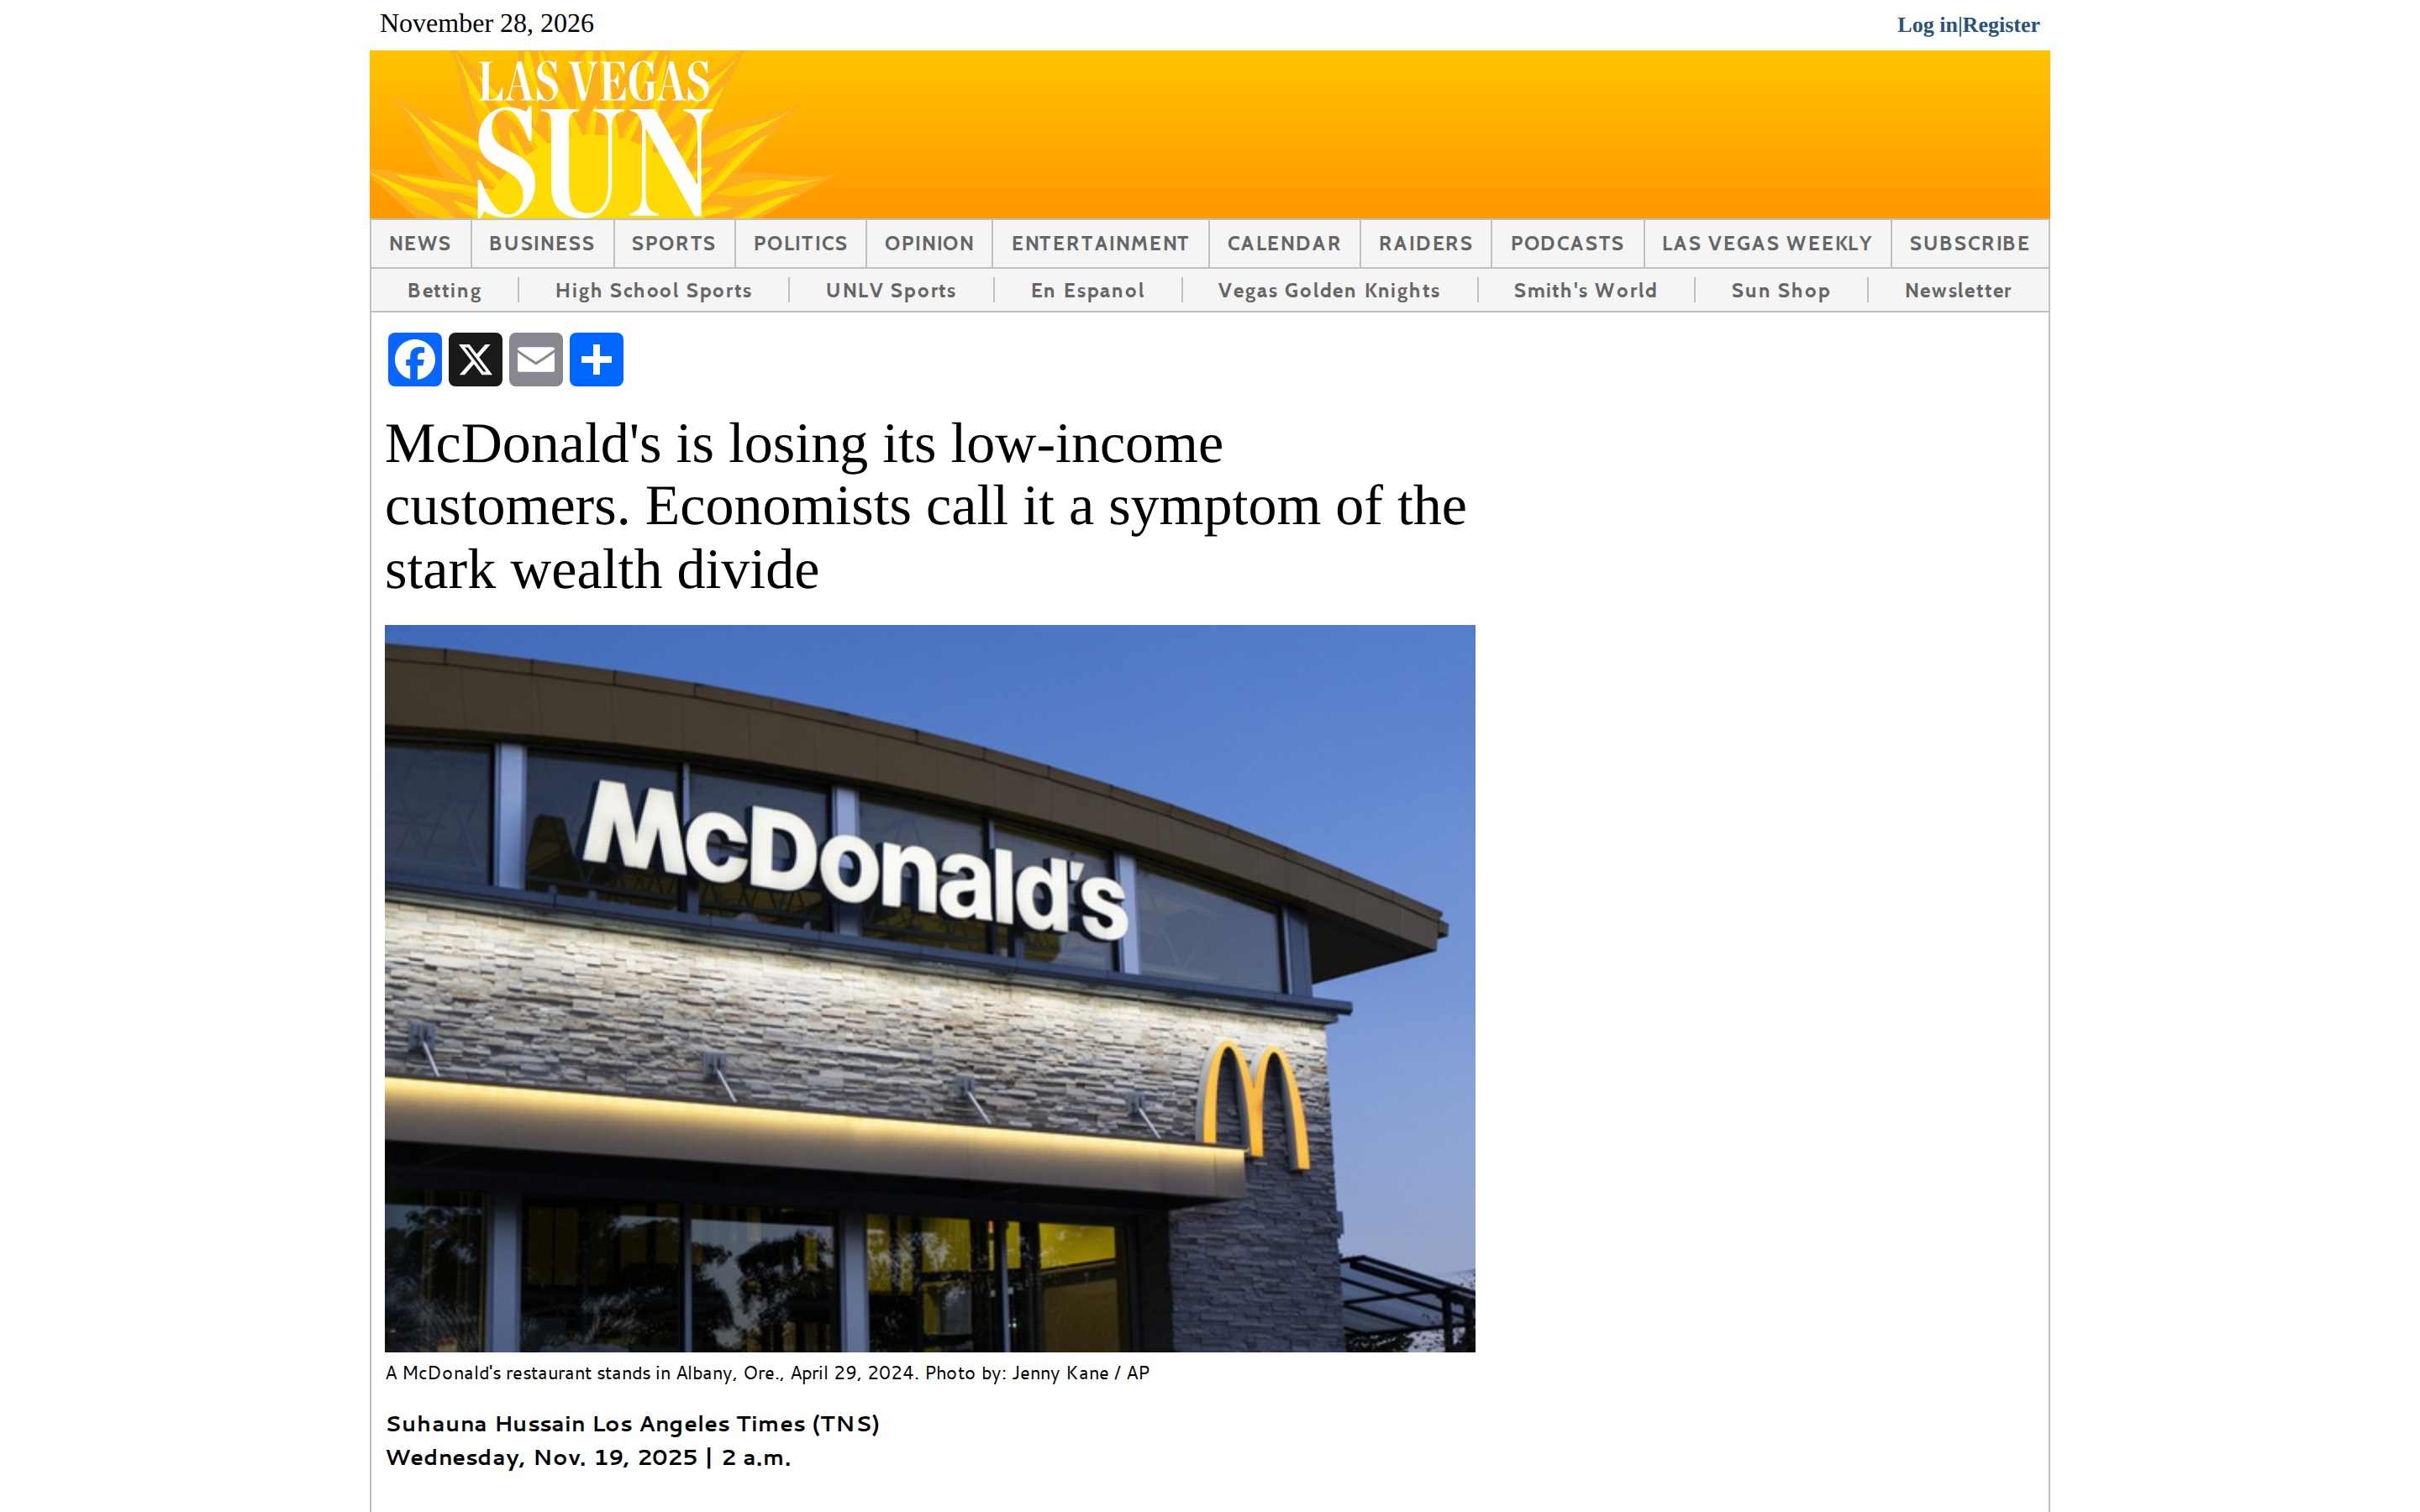 November 28, 2026
Log in|Register
LAS VEGAS
SUN
NEWS BUSINESS SPORTS POLITICS OPINION ENTERTAINMENT CALENDAR RAIDERS PODCASTS LAS VEGAS WEEKLY SUBSCRIBE
Betting High School Sports UNLV Sports En Espanol Vegas Golden Knights Smith's World Sun Shop Newsletter
McDonald's is losing its low-income
customers. Economists call it a symptom of the
stark wealth divide
McDonald's
A McDonald's restaurant stands in Albany, Ore., April 29, 2024. Photo by: Jenny Kane / AP
Suhauna Hussain Los Angeles Times (TNS)
Wednesday, Nov. 19, 2025 | 2 a.m.